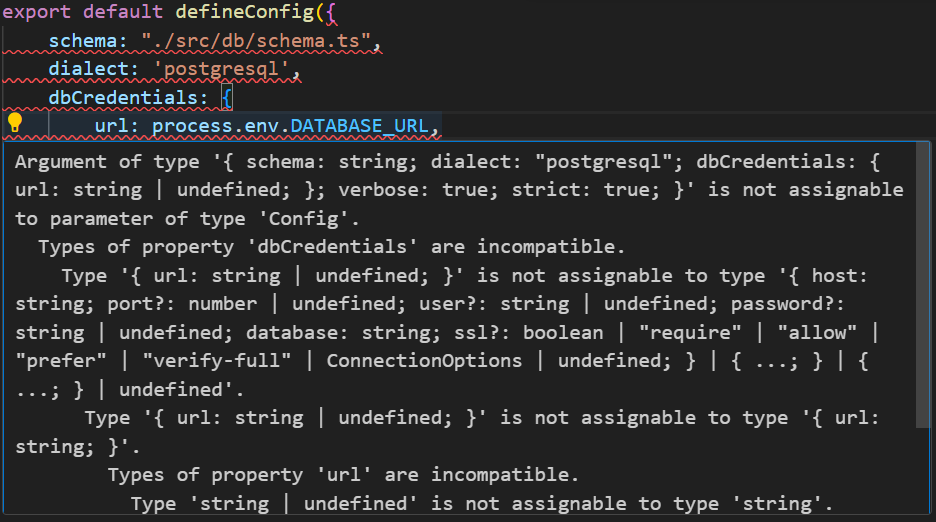 export default defineConfig({
    schema: "./src/db/schema.ts",
    dialect: 'postgresql',
    dbCredentials: {
        url: process.env.DATABASE_URL,
Argument of type '{ schema: string; dialect: "postgresql"; dbCredentials: {
url: string | undefined; }; verbose: true; strict: true; }' is not assignable
to parameter of type 'Config'.
  Types of property 'dbCredentials' are incompatible.
    Type '{ url: string | undefined; }' is not assignable to type '{ host:
string; port?: number | undefined; user?: string | undefined; password?:
string | undefined; database: string; ssl?: boolean | "require" | "allow" |
"prefer" | "verify-full" | ConnectionOptions | undefined; } | { ...; } | {
...; } | undefined'.
      Type '{ url: string | undefined; }' is not assignable to type '{ url:
string; }'.
        Types of property 'url' are incompatible.
          Type 'string | undefined' is not assignable to type 'string'.